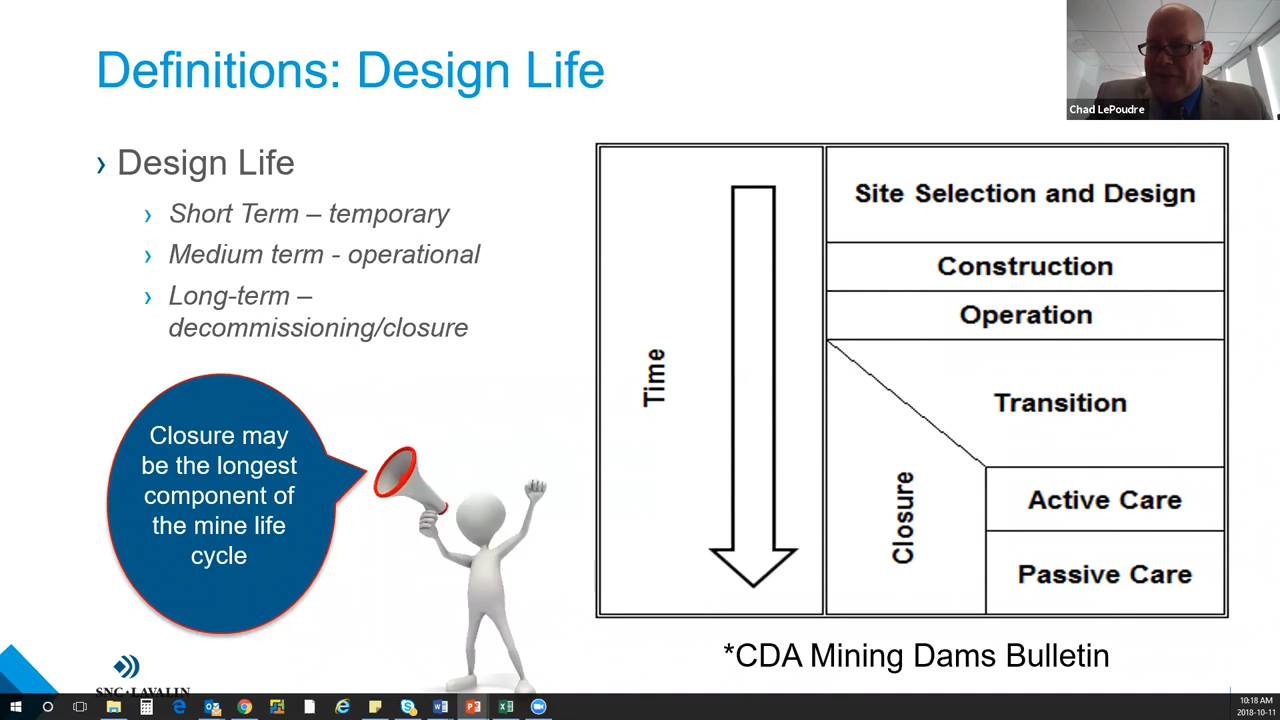 Definitions: Design Life
Chad LePoudre
› Design Life
› Short Term – temporary
› Medium term - operational
› Long-term –
decommissioning/closure
Closure may
be the longest
component of
the mine life
cycle
Time
Site Selection and Design
Construction
Operation
Transition
Closure
Active Care
Passive Care
*CDA Mining Dams Bulletin
SNC•LAVALIN
10:18 AM
2018-10-11